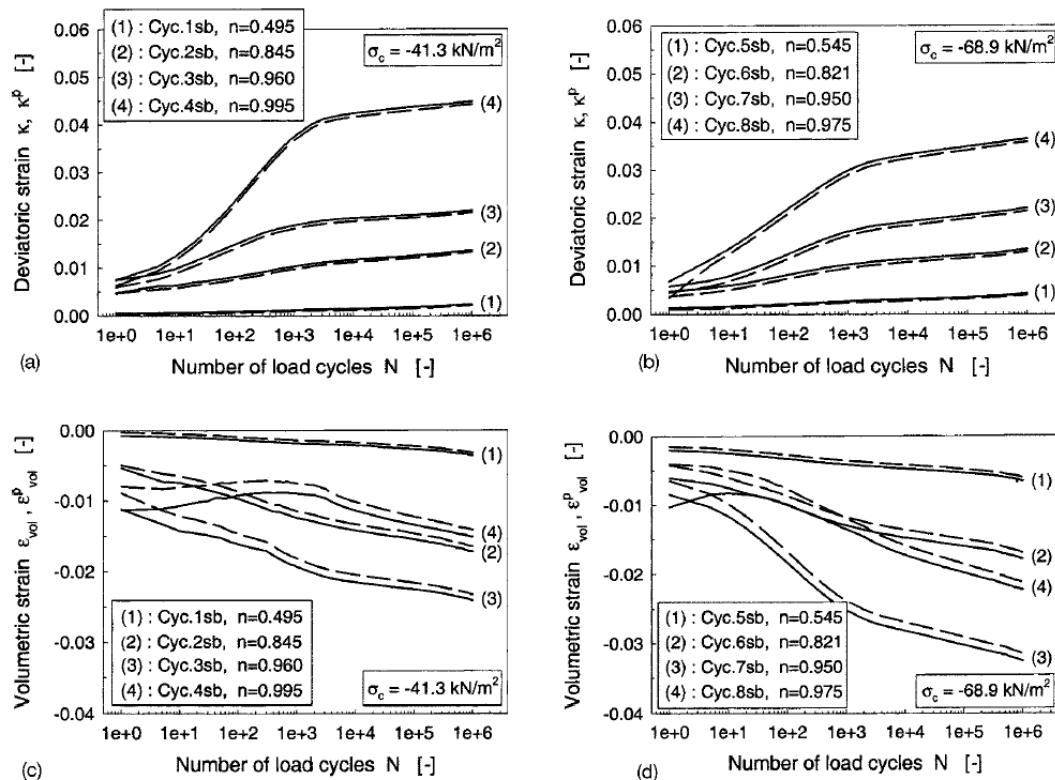 (a)
Deviatoric strain κ, κᵖ [-]
0.06
0.05
0.04
0.03
0.02
0.01
0.00
(1) : Cyc.1sb, n=0.495
(2) : Cyc.2sb, n=0.845
(3) : Cyc.3sb, n=0.960
(4) : Cyc.4sb, n=0.995
σc = -41.3 kN/m²
(4)
(3)
(2)
(1)
1e+0 1e+1 1e+2 1e+3 1e+4 1e+5 1e+6
Number of load cycles N [-]
(b)
Deviatoric strain κ, κᵖ [-]
0.06
0.05
0.04
0.03
0.02
0.01
0.00
(1) : Cyc.5sb, n=0.545
(2) : Cyc.6sb, n=0.821
(3) : Cyc.7sb, n=0.950
(4) : Cyc.8sb, n=0.975
σc = -68.9 kN/m²
(4)
(3)
(2)
(1)
1e+0 1e+1 1e+2 1e+3 1e+4 1e+5 1e+6
Number of load cycles N [-]
(c)
Volumetric strain εvol, εᵖvol [-]
0.00
-0.01
-0.02
-0.03
-0.04
(1)
(4)
(2)
(3)
(1) : Cyc.1sb, n=0.495
(2) : Cyc.2sb, n=0.845
(3) : Cyc.3sb, n=0.960
(4) : Cyc.4sb, n=0.995
σc = -41.3 kN/m²
1e+0 1e+1 1e+2 1e+3 1e+4 1e+5 1e+6
Number of load cycles N [-]
(d)
Volumetric strain εvol, εᵖvol [-]
0.00
-0.01
-0.02
-0.03
-0.04
(1)
(2)
(4)
(3)
(1) : Cyc.5sb, n=0.545
(2) : Cyc.6sb, n=0.821
(3) : Cyc.7sb, n=0.950
(4) : Cyc.8sb, n=0.975
σc = -68.9 kN/m²
1e+0 1e+1 1e+2 1e+3 1e+4 1e+5 1e+6
Number of load cycles N [-]